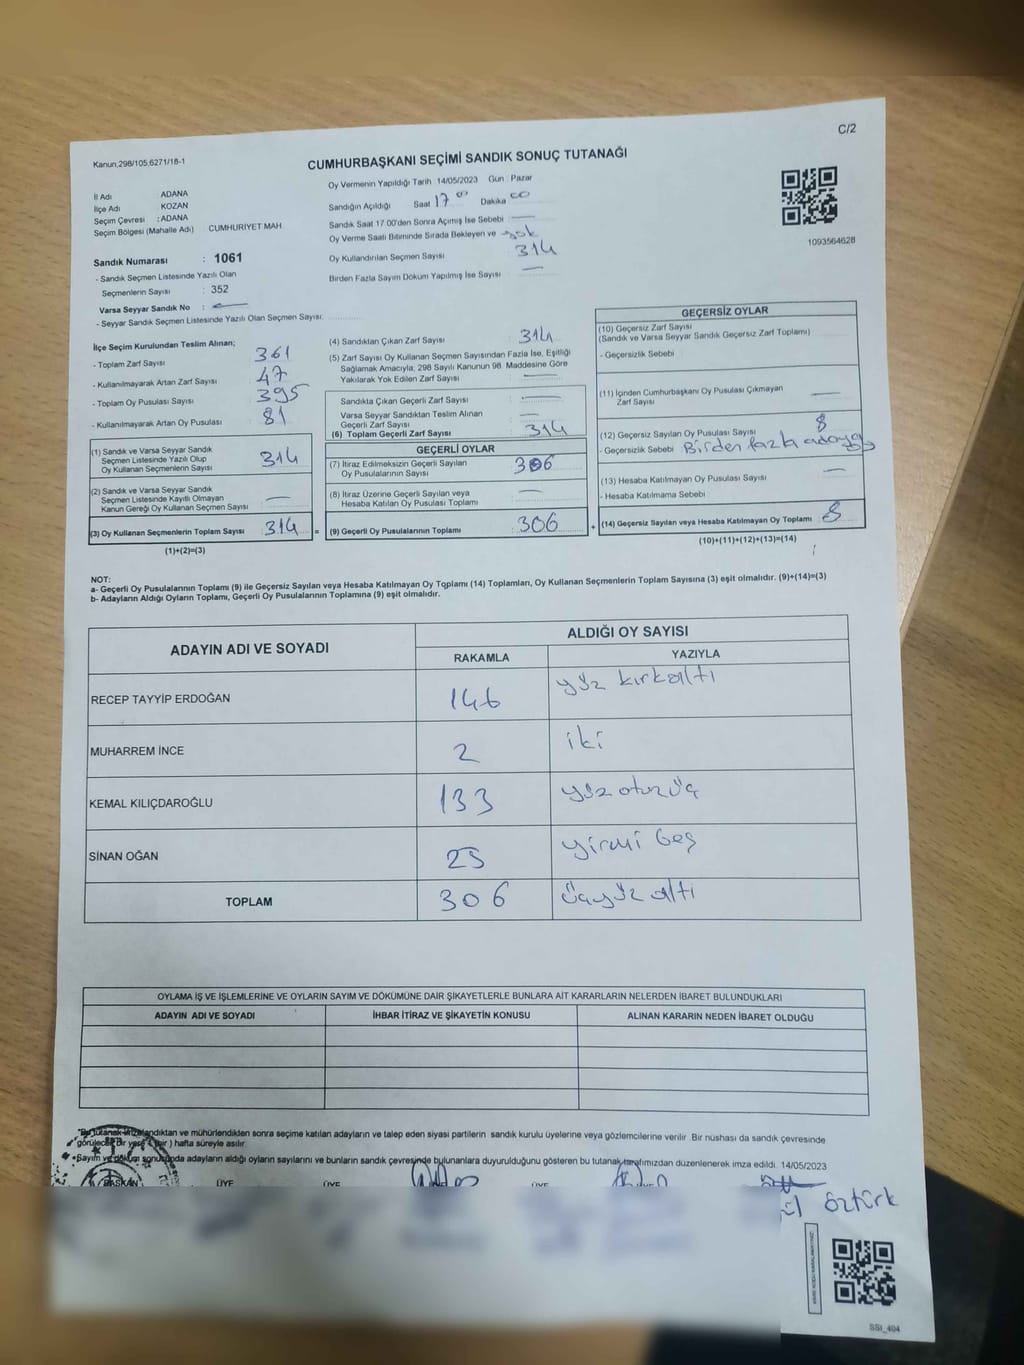 C/2
Kanun,298/105,6271/18-1
CUMHURBAŞKANI SEÇİMİ SANDIK SONUÇ TUTANAĞI
İl Adı ADANA
İlçe Adı KOZAN
Seçim Çevresi : ADANA
Seçim Bölgesi (Mahalle Adı) CUMHURİYET MAH
Sandık Numarası : 1061
- Sandık Seçmen Listesinde Yazılı Olan
Seçmenlerin Sayısı : 352
Varsa Seyyar Sandık No :
- Seyyar Sandık Seçmen Listesinde Yazılı Olan Seçmen Sayısı:
Oy Vermenin Yapıldığı Tarih 14/05/2023 Gün : Pazar
Sandığın Açıldığı Saat 17 00 Dakika 00
Sandık Saat 17:00'den Sonra Açımış İse Sebebi
Oy Verme Saati Bitiminde Sırada Bekleyen ve yok
Oy Kullandırılan Seçmen Sayısı 314
Birden Fazla Sayım Döküm Yapılmış İse Sayısı
1093564628
İlçe Seçim Kurulundan Teslim Alınan;
- Toplam Zarf Sayısı 361
- Kullanılmayarak Artan Zarf Sayısı 47
- Toplam Oy Pusulası Sayısı 395
- Kullanılmayarak Artan Oy Pusulası 81
(1) Sandık ve Varsa Seyyar Sandık
Seçmen Listesinde Yazılı Olup
Oy Kullanan Seçmenlerin Sayısı 314
(2) Sandık ve Varsa Seyyar Sandık
Seçmen Listesinde Kayıtlı Olmayan
Kanun Gereği Oy Kullanan Seçmen Sayısı
(3) Oy Kullanan Seçmenlerin Toplam Sayısı 314 =
(1)+(2)=(3)
(4) Sandıktan Çıkan Zarf Sayısı 314
(5) Zarf Sayısı Oy Kullanan Seçmen Sayısından Fazla İse, Eşitliği
Sağlamak Amacıyla, 298 Sayılı Kanunun 98. Maddesine Göre
Yakılarak Yok Edilen Zarf Sayısı
Sandıkta Çıkan Geçerli Zarf Sayısı
Varsa Seyyar Sandıktan Teslim Alınan
Geçerli Zarf Sayısı
(6) Toplam Geçerli Zarf Sayısı 314
GEÇERLİ OYLAR
(7) İtiraz Edilmeksizin Geçerli Sayılan
Oy Pusulalarının Sayısı 306
(8) İtiraz Üzerine Geçerli Sayılan veya
Hesaba Katılan Oy Pusulası Toplamı
(9) Geçerli Oy Pusulalarının Toplamı : 306 +
GEÇERSİZ OYLAR
(10) Geçersiz Zarf Sayısı
(Sandık ve Varsa Seyyar Sandık Geçersiz Zarf Toplamı)
- Geçersizlik Sebebi
(11) İçinden Cumhurbaşkanı Oy Pusulası Çıkmayan
Zarf Sayısı
(12) Geçersiz Sayılan Oy Pusulası Sayısı 8
- Geçersizlik Sebebi Birden fazla adaya
(13) Hesaba Katılmayan Oy Pusulası Sayısı
- Hesaba Katılmama Sebebi
(14) Geçersiz Sayılan veya Hesaba Katılmayan Oy Toplamı 8
(10)+(11)+(12)+(13)=(14)
NOT:
a- Geçerli Oy Pusulalarının Toplamı (9) ile Geçersiz Sayılan veya Hesaba Katılmayan Oy Toplamı (14) Toplamları, Oy Kullanan Seçmenlerin Toplam Sayısına (3) eşit olmalıdır. (9)+(14)=(3)
b- Adayların Aldığı Oyların Toplamı, Geçerli Oy Pusulalarının Toplamına (9) eşit olmalıdır.
ADAYIN ADI VE SOYADI ALDIĞI OY SAYISI
RAKAMLA YAZIYLA
RECEP TAYYİP ERDOĞAN 146 yüz kırkaltı
MUHARREM İNCE 2 iki
KEMAL KILIÇDAROĞLU 133 yüzotuzüç
SİNAN OĞAN 25 yirmi beş
TOPLAM 306 üçyüz altı
OYLAMA İŞ VE İŞLEMLERİNE VE OYLARIN SAYIM VE DÖKÜMÜNE DAİR ŞİKAYETLERLE BUNLARA AİT KARARLARIN NELERDEN İBARET BULUNDUKLARI
ADAYIN ADI VE SOYADI İHBAR İTİRAZ VE ŞİKAYETİN KONUSU ALINAN KARARIN NEDEN İBARET OLDUĞU
ve mühürlendikten sonra seçime katılan adayların ve talep eden siyasi partilerin sandık kurulu üyelerine veya gözlemcilerine verilir .Bir nüshası da sandık çevresinde
görülecek bir yere hafta süreyle asılır.
Sayım ve döküm sonucunda adayların aldığı oyların sayılarını ve bunların sandık çevresinde bulunanlara duyurulduğunu gösteren bu tutanak tarafımızdan düzenlenerek imza edildi. 14/05/2023
BAŞKAN ÜYE ÜYE ÜYE
öztürk
SSI_404